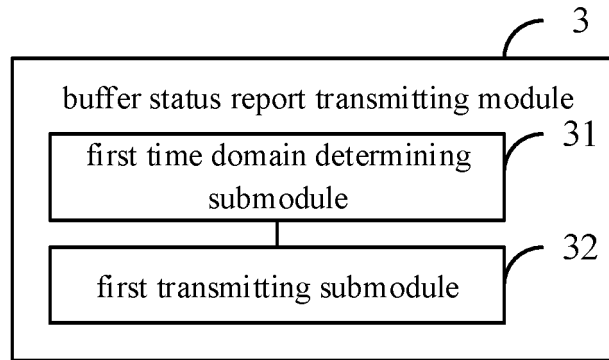 3
buffer status report transmitting module
31
first time domain determining
submodule
32
first transmitting submodule